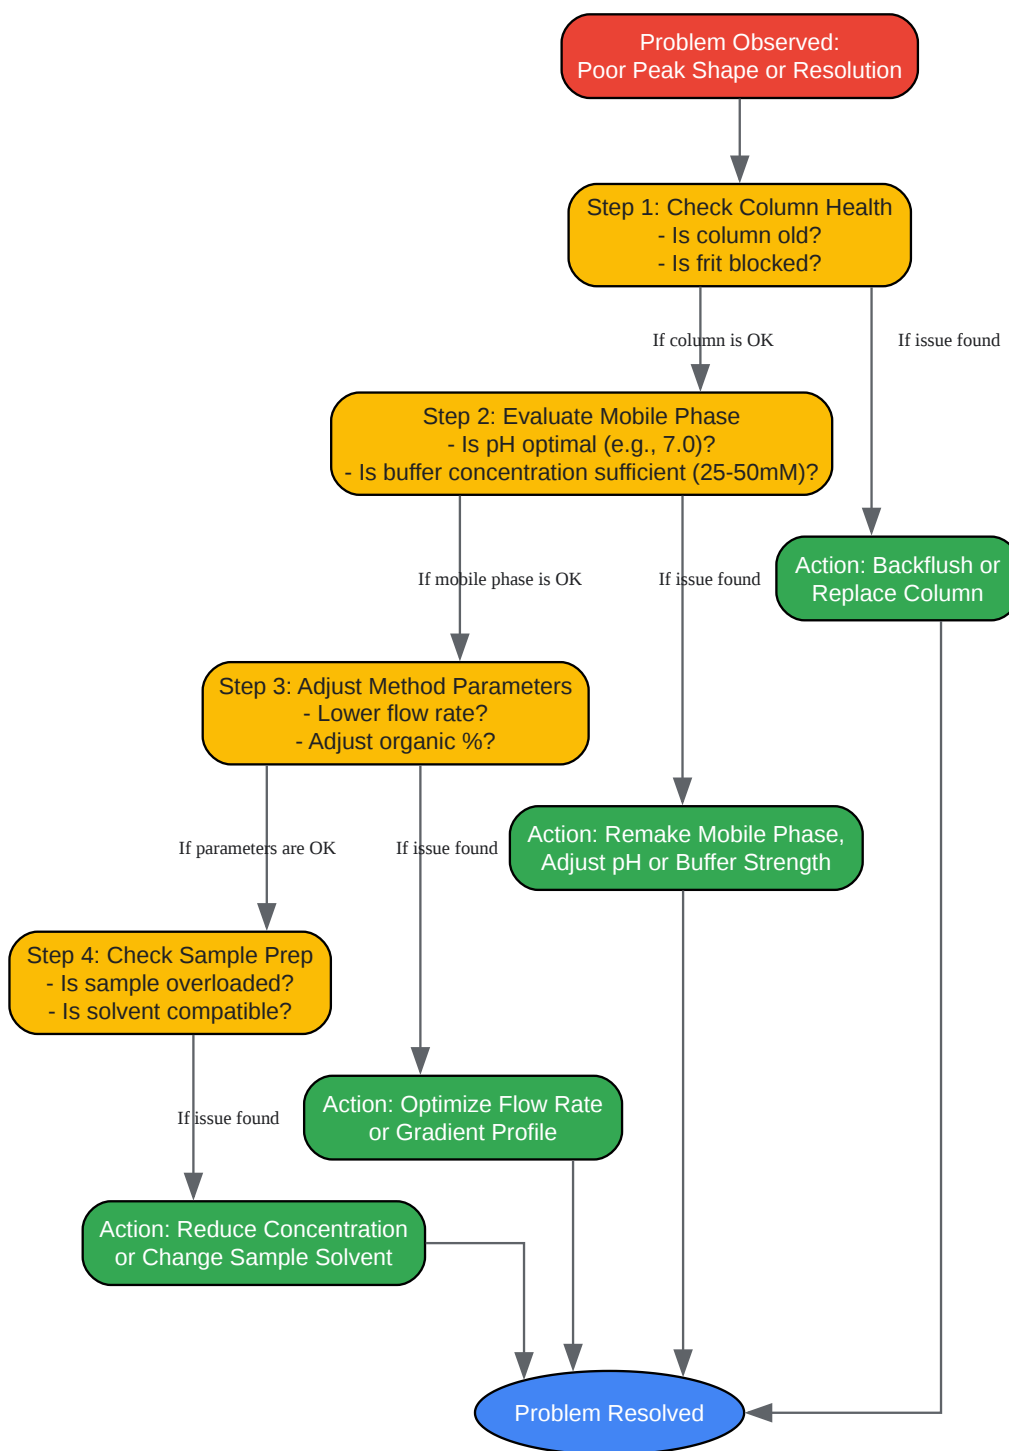 Problem Observed:
Poor Peak Shape or Resolution
Step 1: Check Column Health
- Is column old?
- Is frit blocked?
If column is OK
If issue found
Step 2: Evaluate Mobile Phase
- Is pH optimal (e.g., 7.0)?
- Is buffer concentration sufficient (25-50mM)?
If mobile phase is OK
If issue found
Action: Backflush or
Replace Column
Step 3: Adjust Method Parameters
- Lower flow rate?
- Adjust organic %?
If parameters are OK
If issue found
Action: Remake Mobile Phase,
Adjust pH or Buffer Strength
Step 4: Check Sample Prep
- Is sample overloaded?
- Is solvent compatible?
If issue found
Action: Optimize Flow Rate
or Gradient Profile
Action: Reduce Concentration
or Change Sample Solvent
Problem Resolved